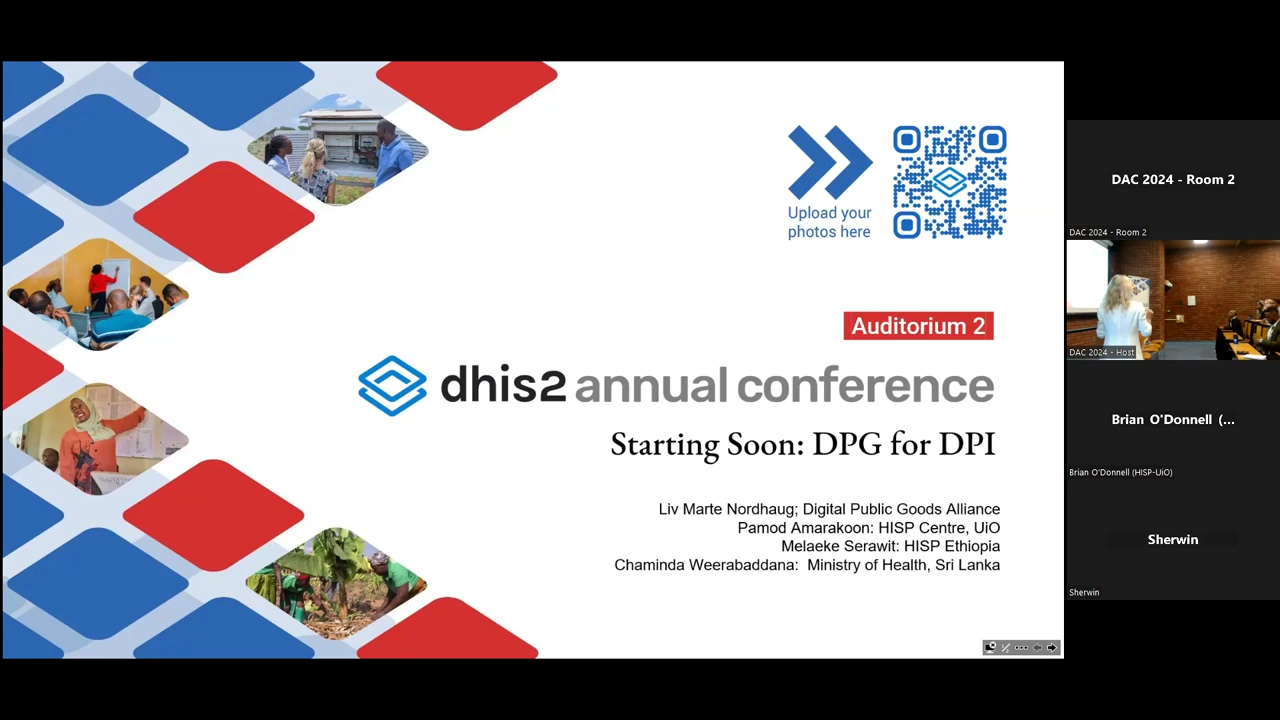 Upload your
photos here
Auditorium 2
dhis2 annual conference
Starting Soon: DPG for DPI
Liv Marte Nordhaug; Digital Public Goods Alliance
Pamod Amarakoon: HISP Centre, UiO
Melaeke Serawit: HISP Ethiopia
Chaminda Weerabaddana:  Ministry of Health, Sri Lanka
DAC 2024 - Room 2
DAC 2024 - Room 2
DAC 2024 - Host
Brian O'Donnell (...
Brian O'Donnell (HISP-UiO)
Sherwin
Sherwin